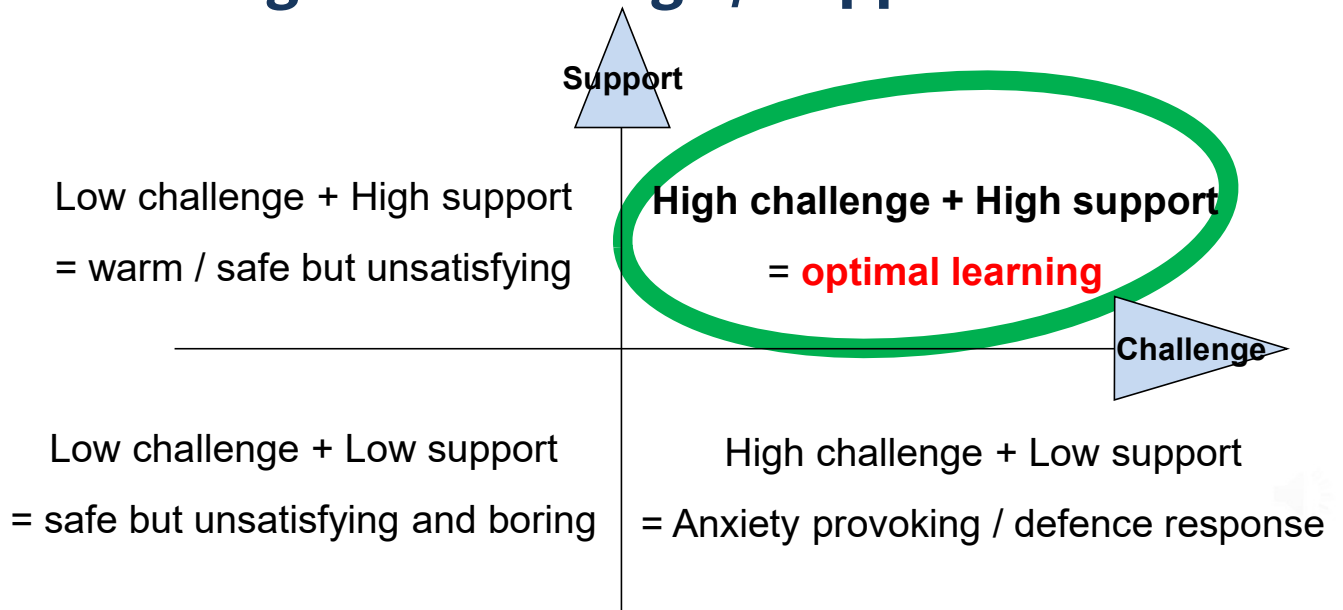 Support
Low challenge + High support
= warm / safe but unsatisfying
High challenge + High support
= optimal learning
Challenge
Low challenge + Low support
= safe but unsatisfying and boring
High challenge + Low support
= Anxiety provoking / defence response